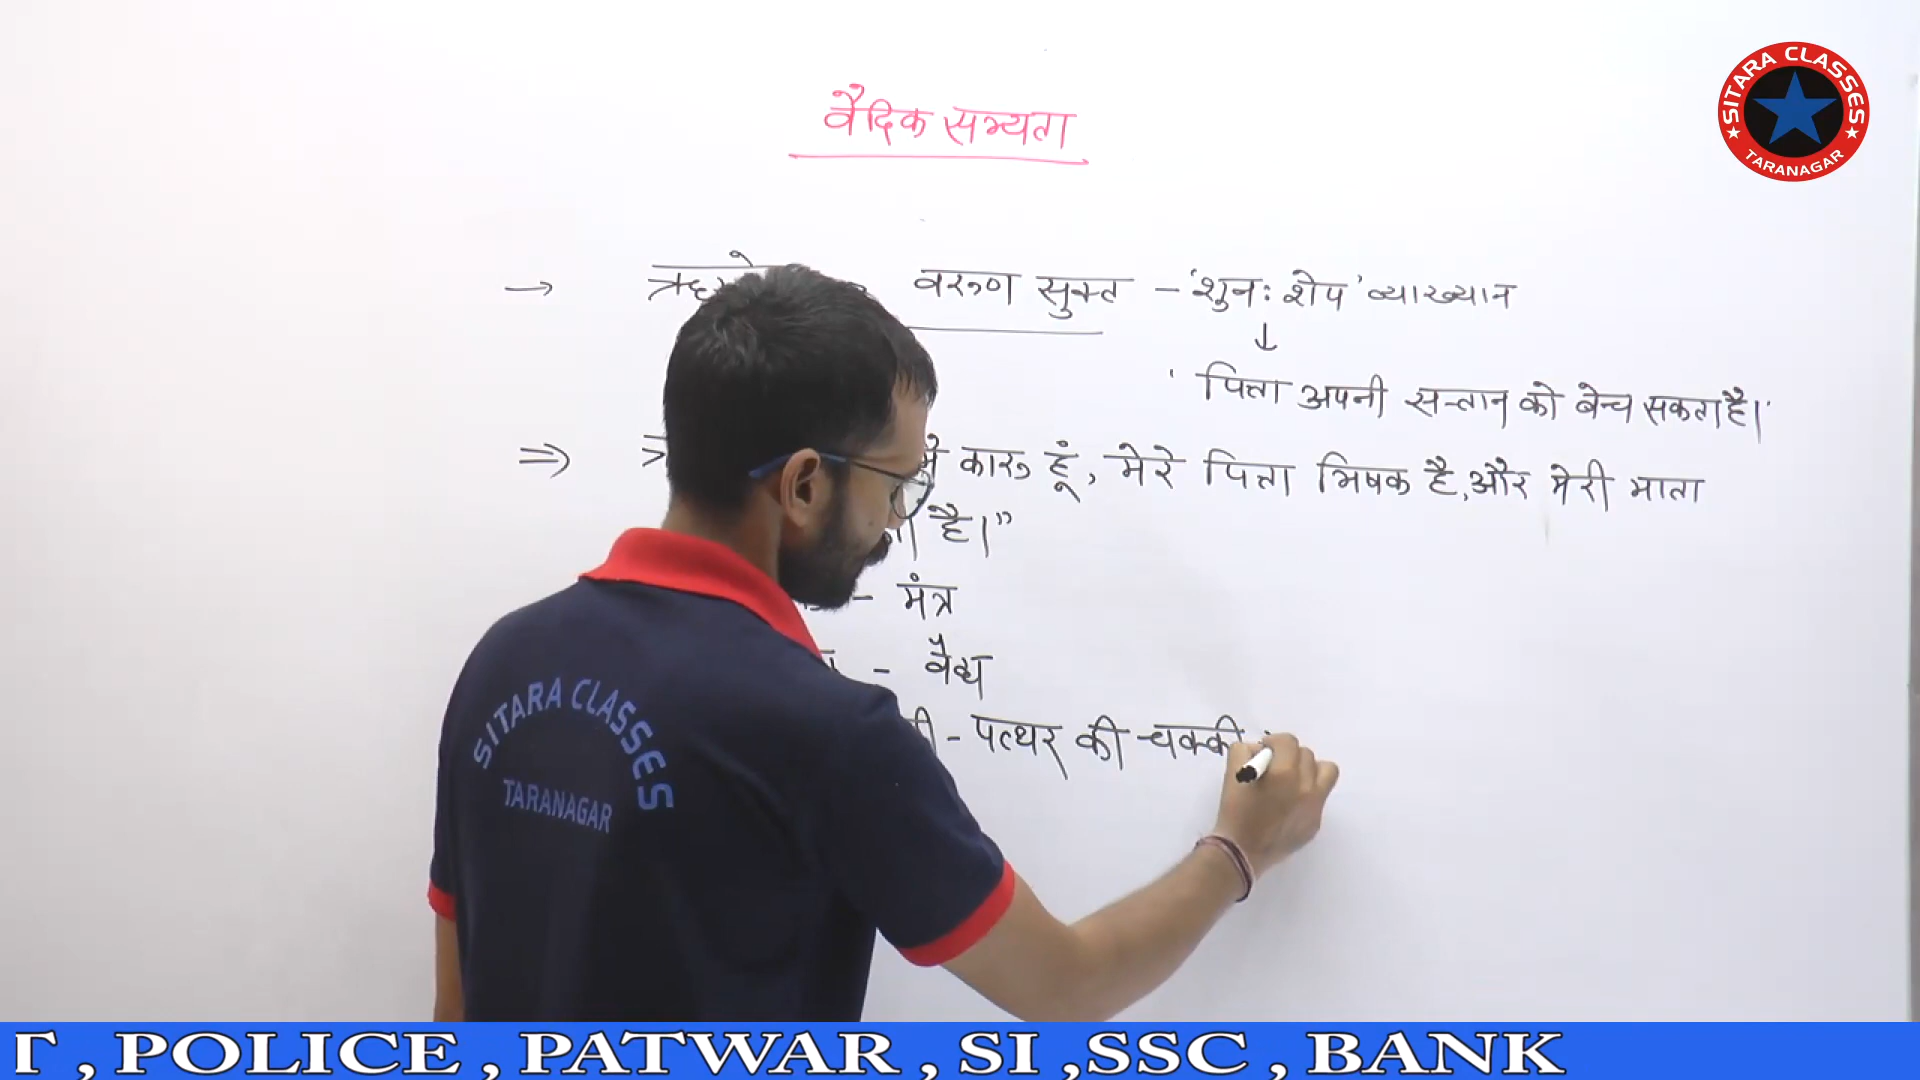 वैदिक सभ्यता
SITARA CLASSES
TARANAGAR
→ वरुण सुक्त - 'शुनः शेप' व्याख्यान
↓
' पिता अपनी सन्तान को बेच सकता है।'
⇒ मै कारु हूं, मेरे पिता भिषक है, और मेरी माता
है।"
- मंत्र
- वैद्य
- पत्थर की चक्की
SITARA CLASSES
TARANAGAR
, POLICE , PATWAR , SI ,SSC , BANK